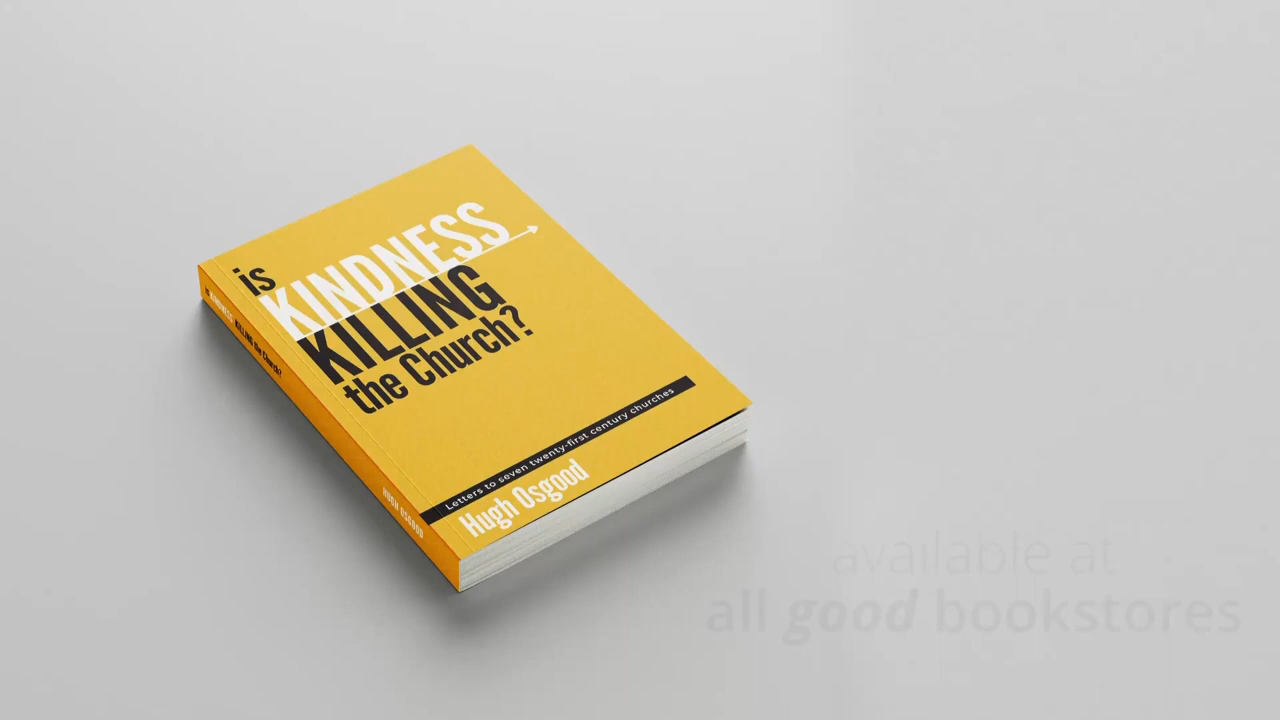 is
KINDNESS
KILLING
the Church?
Letters to seven twenty-first century churches
Hugh Osgood
is KINDNESS KILLING the Church?
HUGH OSGOOD
available at
all good bookstores